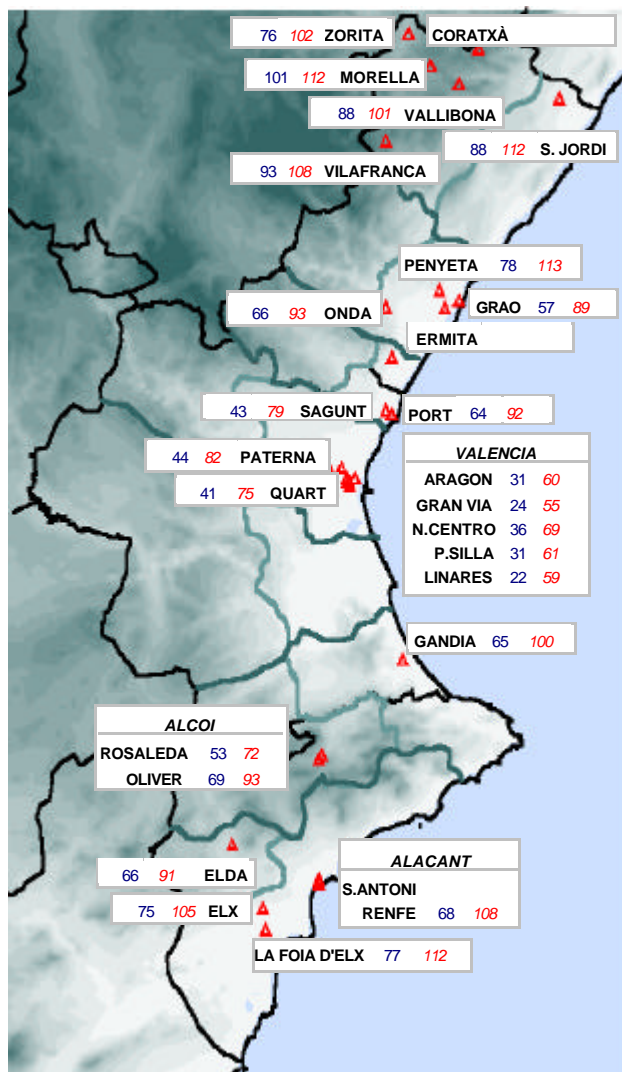 76 102 ZORITA
CORATXÀ
101 112 MORELLA
88 101 VALLIBONA
88 112 S. JORDI
93 108 VILAFRANCA
PENYETA 78 113
66 93 ONDA
GRAO 57 89
ERMITA
43 79 SAGUNT
PORT 64 92
44 82 PATERNA
41 75 QUART
VALENCIA
ARAGON 31 60
GRAN VIA 24 55
N.CENTRO 36 69
P.SILLA 31 61
LINARES 22 59
GANDIA 65 100
ALCOI
ROSALEDA 53 72
OLIVER 69 93
66 91 ELDA
75 105 ELX
ALACANT
S.ANTONI
RENFE 68 108
LA FOIA D'ELX 77 112